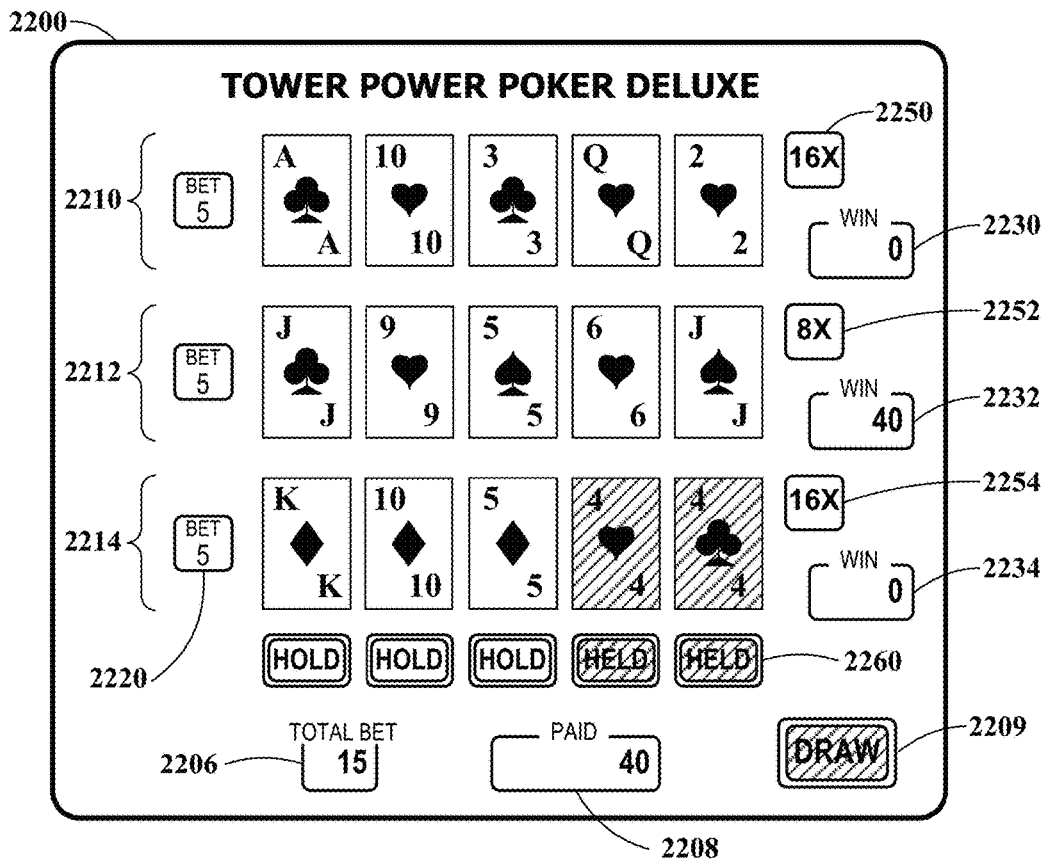 2200
TOWER POWER POKER DELUXE
2250
A 10 3 Q 2
16X
2210
BET
5
A 10 3 Q 2
WIN
0
2230
J 9 5 6 J
8X
2252
2212
BET
5
J 9 5 6 J
WIN
40
2232
K 10 5 4 4
16X
2254
2214
BET
5
K 10 5 4 4
WIN
0
2234
2220
HOLD HOLD HOLD HELD HELD
2260
TOTAL BET
15
2206
PAID
40
DRAW
2209
2208